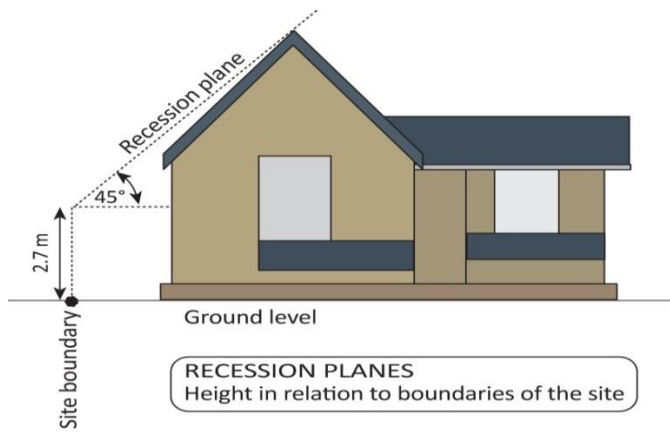 Recession plane
45°
2.7 m
Site boundary
Ground level
RECESSION PLANES
Height in relation to boundaries of the site